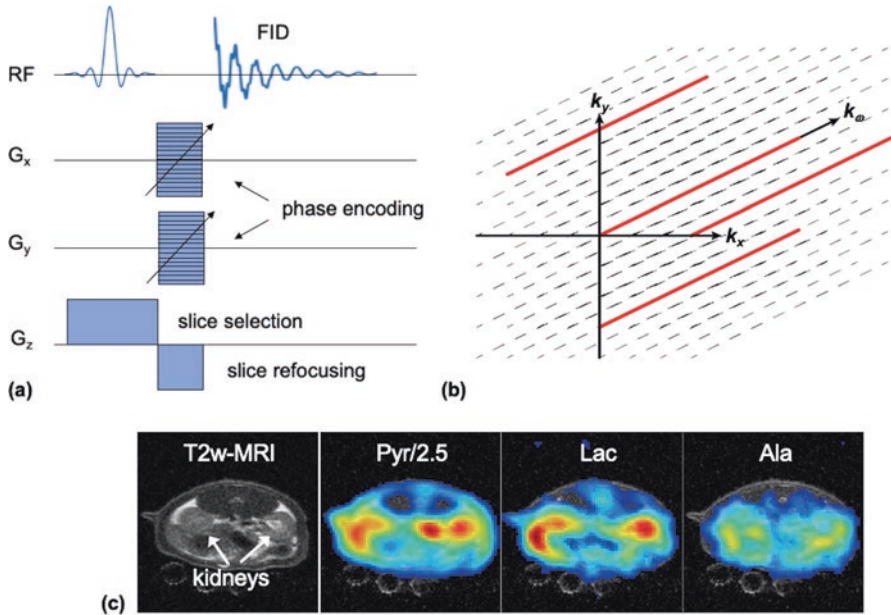 FID
RF
Gx
phase encoding
Gy
slice selection
Gz
slice refocusing
(a)
ky
kω
kx
(b)
T2w-MRI
Pyr/2.5
Lac
Ala
kidneys
(c)